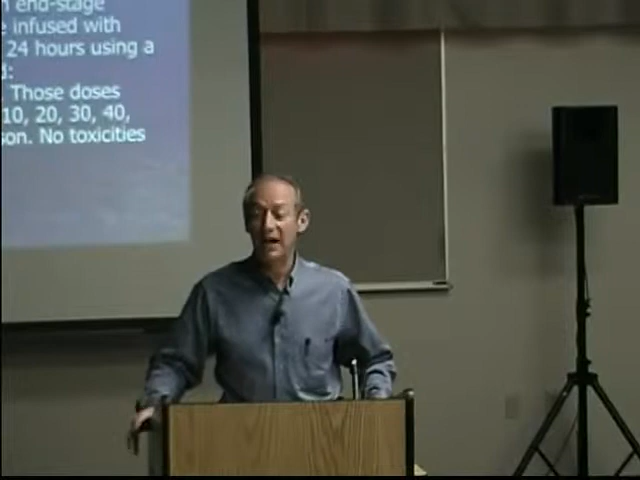 end-stage
infused with
24 hours using a
d:
Those doses
10, 20, 30, 40,
son. No toxicities